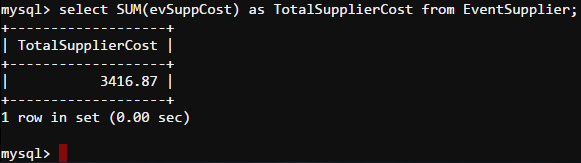 mysql> select SUM(evSuppCost) as TotalSupplierCost from EventSupplier;
+-------------------+
| TotalSupplierCost |
+-------------------+
|           3416.87 |
+-------------------+
1 row in set (0.00 sec)
mysql>